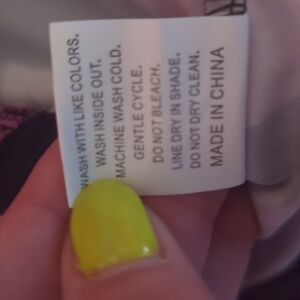 WASH WITH LIKE COLORS.
WASH INSIDE OUT.
MACHINE WASH COLD.
GENTLE CYCLE.
DO NOT BLEACH.
LINE DRY IN SHADE.
DO NOT DRY CLEAN.
MADE IN CHINA